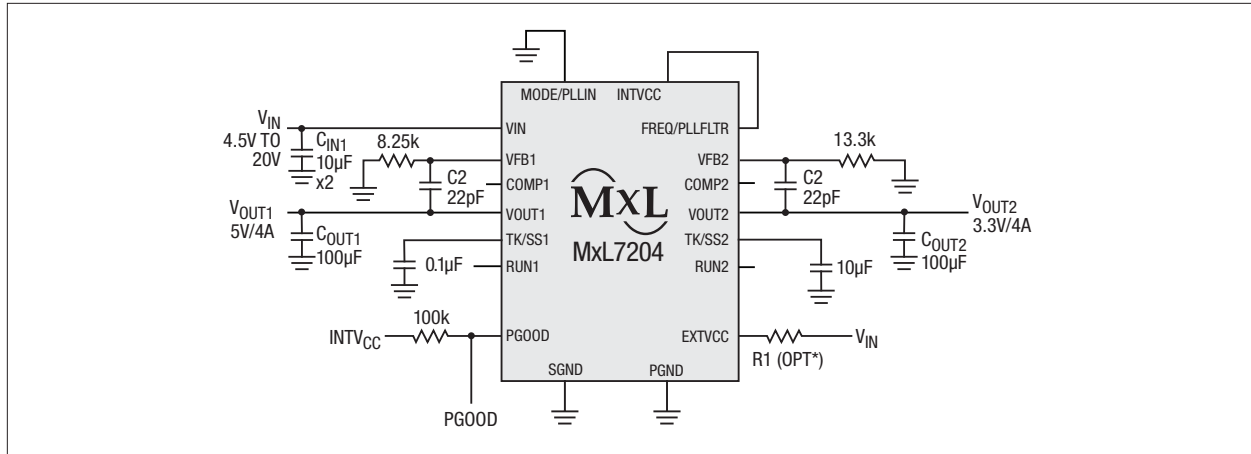 MODE/PLLIN INTVCC
VIN
4.5V TO
20V
CIN1
10µF
x2
8.25k
VIN
VFB1
C2
22pF
COMP1
VOUT1
5V/4A
COUT1
100µF
VOUT1
TK/SS1
0.1µF
RUN1
INTVCC
100k
PGOOD
PGOOD
SGND
PGND
MXL
MxL7204
FREQ/PLLFLTR
13.3k
VFB2
COMP2
C2
22pF
VOUT2
VOUT2
3.3V/4A
COUT2
100µF
TK/SS2
10µF
RUN2
EXTVCC
R1 (OPT*)
VIN